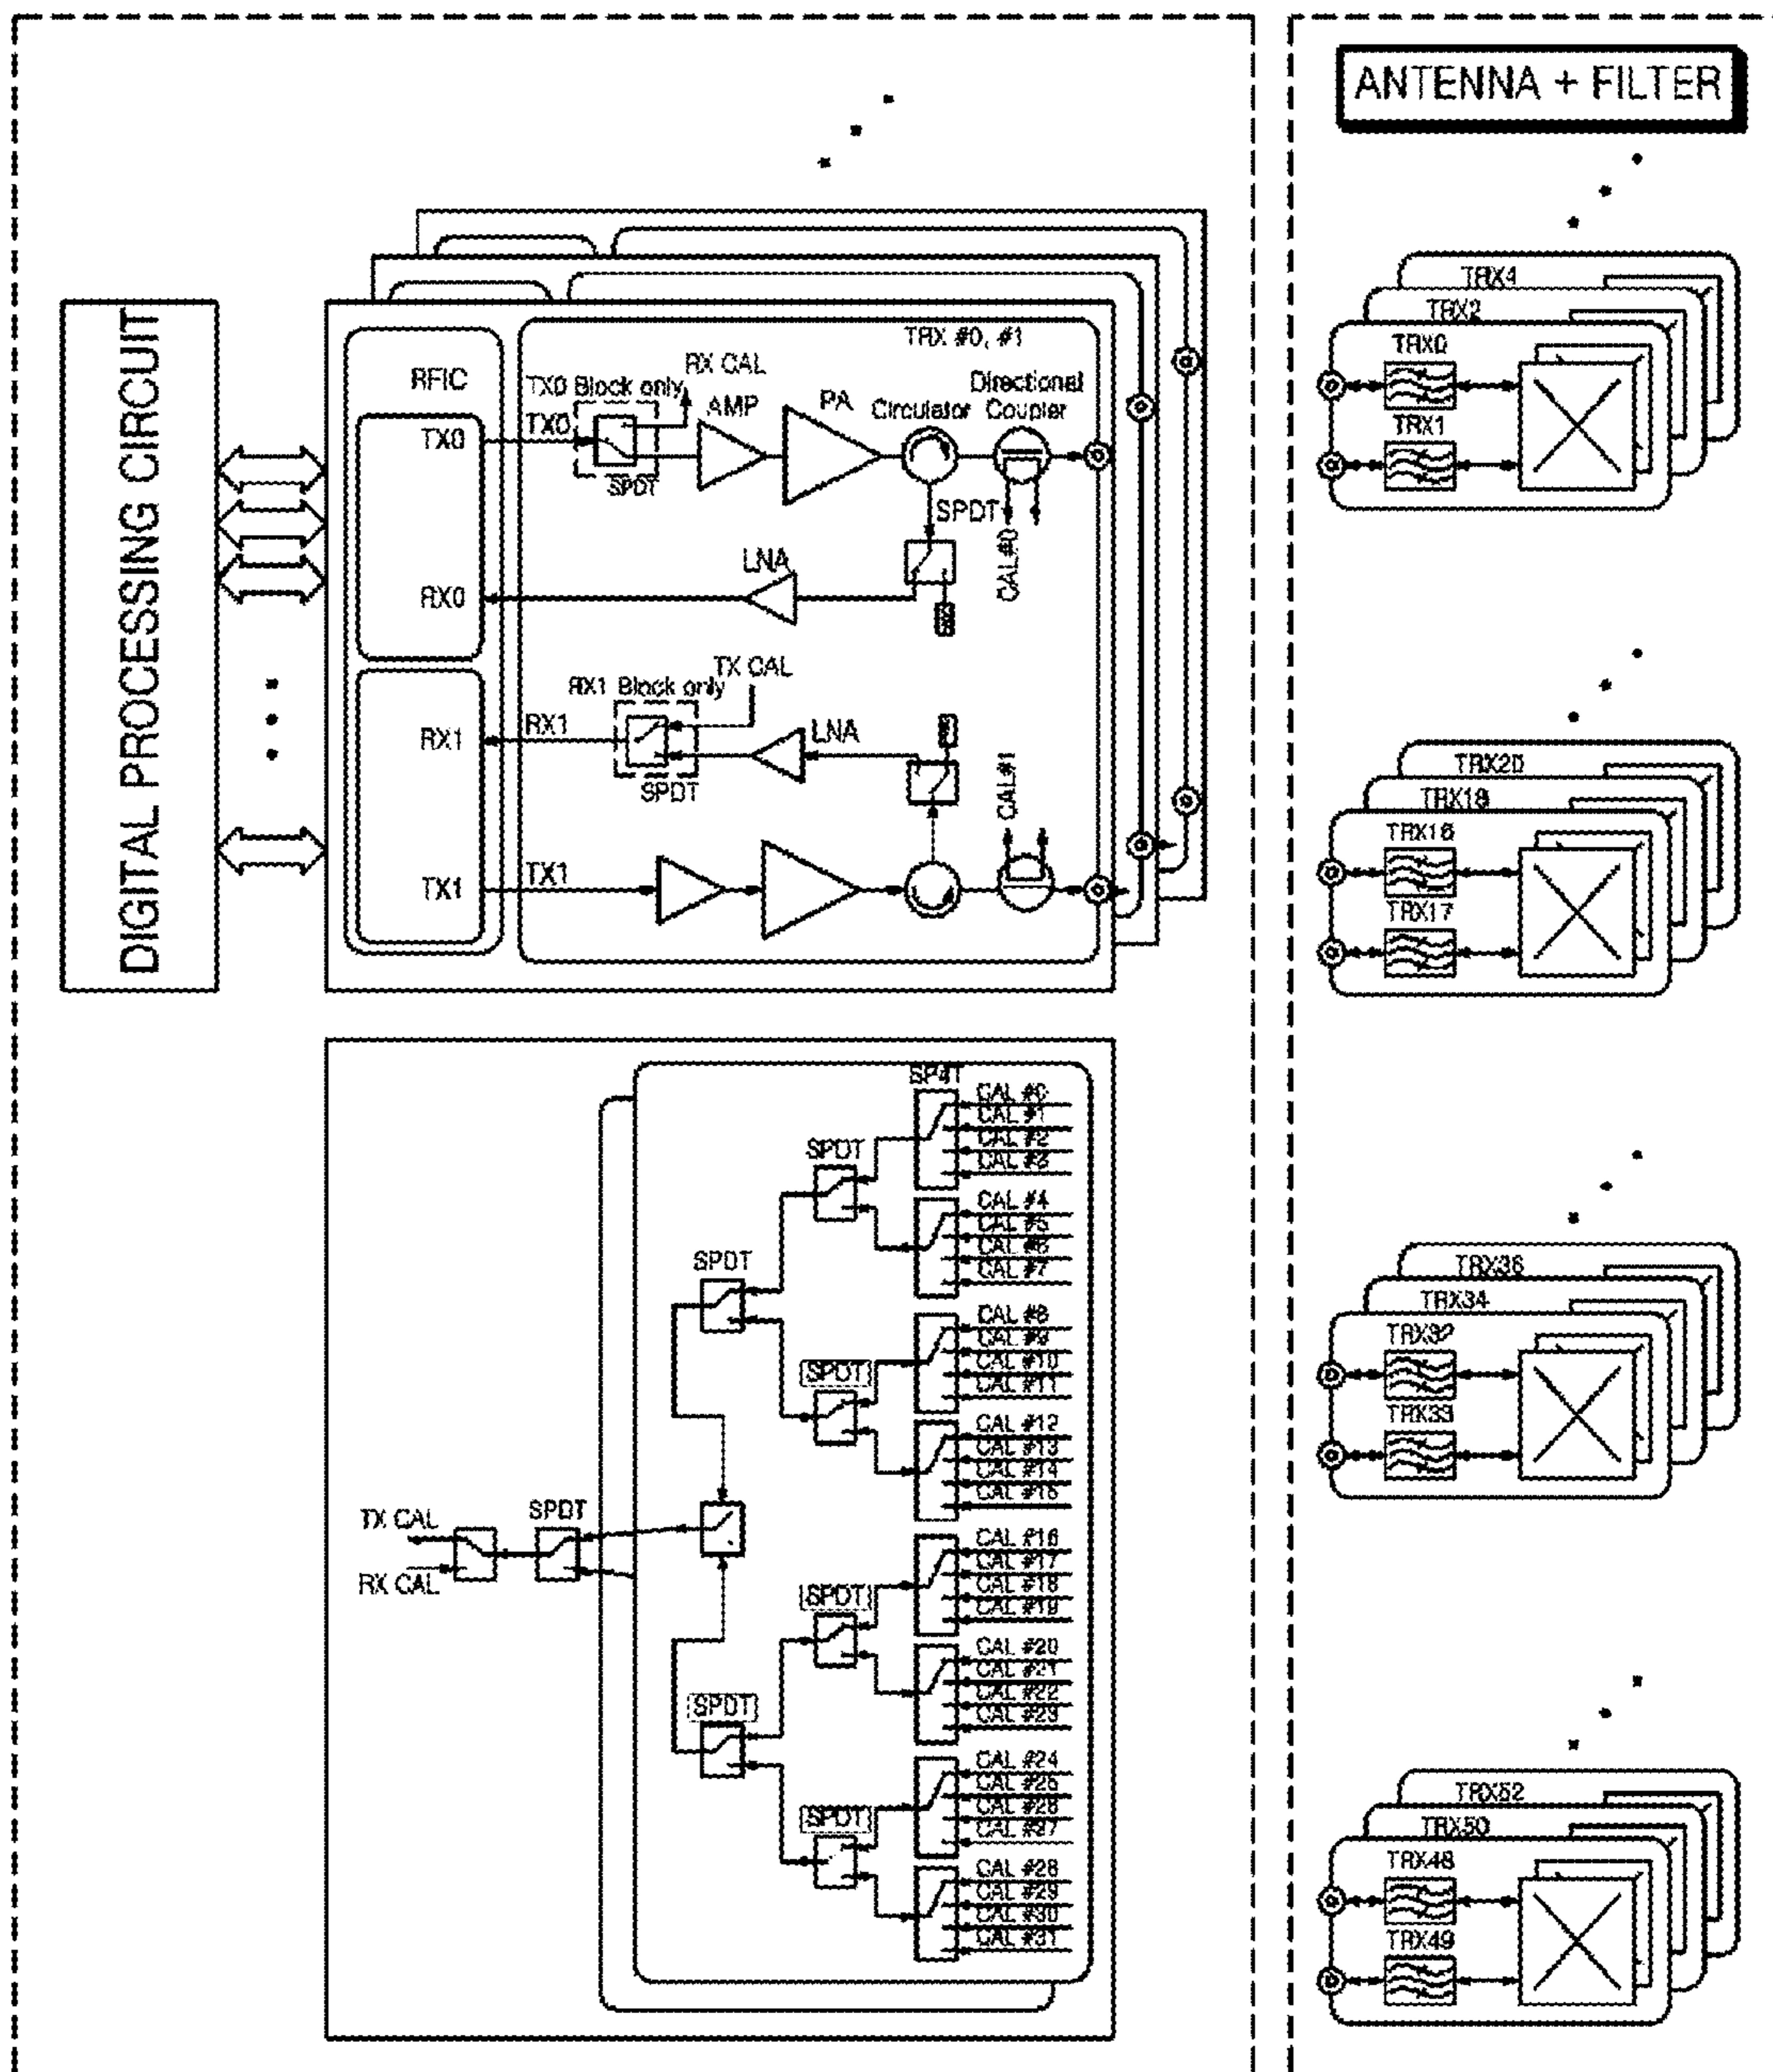 ANTENNA + FILTER
DIGITAL PROCESSING CIRCUIT
RFIC
TX0
RX0
RX1
TX1
TRX #0, #1
TX0 Block only
RX CAL
TX0
SPDT
AMP
PA
Circulator
Directional
Coupler
SPDT
CAL#0
LNA
RX1 Block only
TX CAL
RX1
SPDT
LNA
CAL#1
TX1
TRX4
TRX2
TRX0
TRX1
TRX20
TRX18
TRX16
TRX17
TRX36
TRX34
TRX32
TRX33
TRX52
TRX50
TRX48
TRX49
SP4T
CAL #0
CAL #1
CAL #2
CAL #3
SPDT
CAL #4
CAL #5
CAL #6
CAL #7
SPDT
CAL #8
CAL #9
CAL #10
CAL #11
SPDT
CAL #12
CAL #13
CAL #14
CAL #15
TX CAL
RX CAL
SPDT
CAL #16
CAL #17
CAL #18
CAL #19
SPDT
CAL #20
CAL #21
CAL #22
CAL #23
SPDT
CAL #24
CAL #25
CAL #26
CAL #27
SPDT
CAL #28
CAL #29
CAL #30
CAL #31